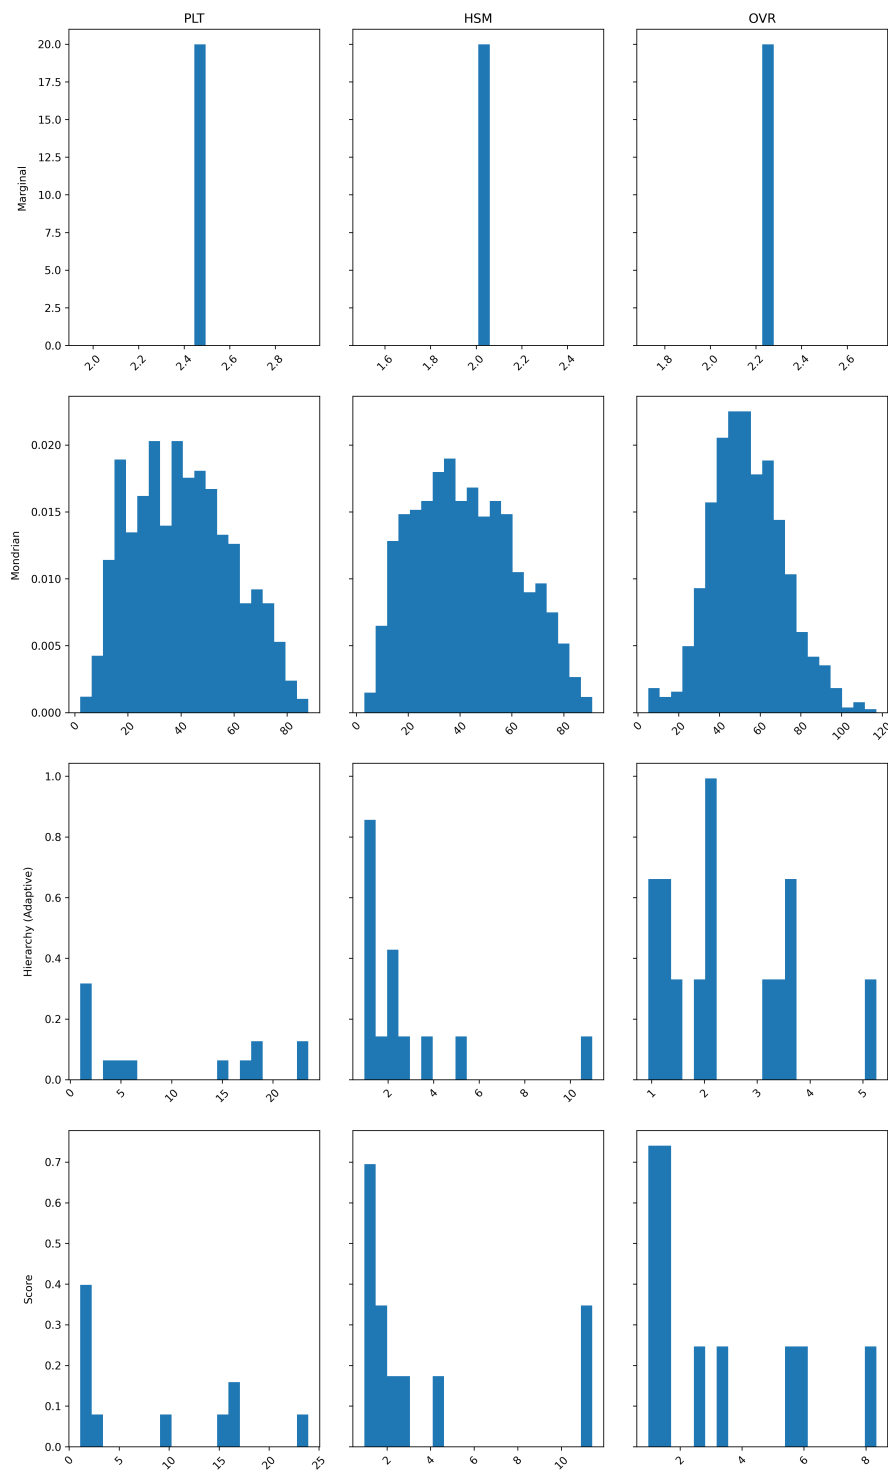 PLT HSM OVR
Marginal
20.0
17.5
15.0
12.5
10.0
7.5
5.0
2.5
0.0
2.0 2.2 2.4 2.6 2.8
1.6 1.8 2.0 2.2 2.4
1.8 2.0 2.2 2.4 2.6
Mondrian
0.020
0.015
0.010
0.005
0.000
0 20 40 60 80
0 20 40 60 80
0 20 40 60 80 100 120
Hierarchy (Adaptive)
1.0
0.8
0.6
0.4
0.2
0.0
0 5 10 15 20
2 4 6 8 10
1 2 3 4 5
Score
0.7
0.6
0.5
0.4
0.3
0.2
0.1
0.0
0 5 10 15 20 25
2 4 6 8 10
2 4 6 8